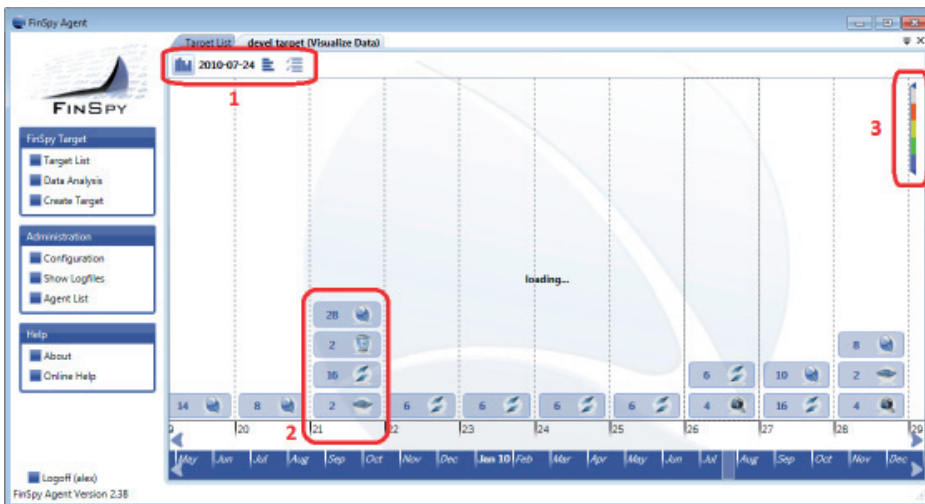 FinSpy Agent
Target List
devel target (Visualize Data)
2010-07-24
1
3
FINSPY
FinSpy Target
Target List
Data Analysis
Create Target
Administration
Configuration
Show Logfiles
Agent List
Help
About
Online Help
loading...
28
2
16
8
6 10 2
14 8 2 6 6 6 6 4 16 4
2
9 20 21 22 23 24 25 26 27 28 29
May Jun Jul Aug Sep Oct Nov Dec Jan 10 Feb Mar Apr May Jun Jul Aug Sep Oct Nov Dec
Logoff (alex)
FinSpy Agent Version 2.38